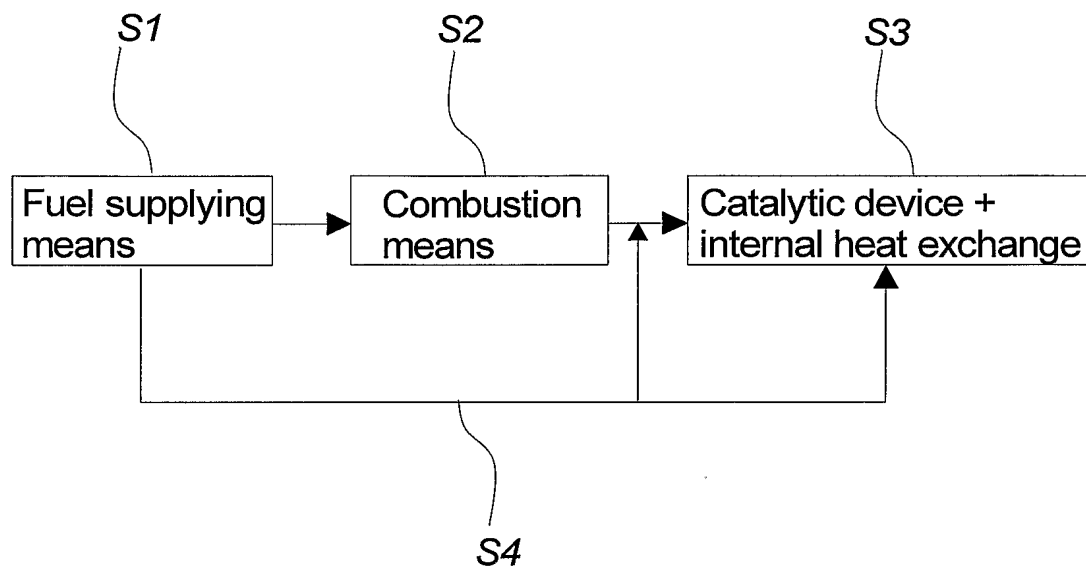 S1
S2
S3
Fuel supplying
means
Combustion
means
Catalytic device +
internal heat exchange
S4